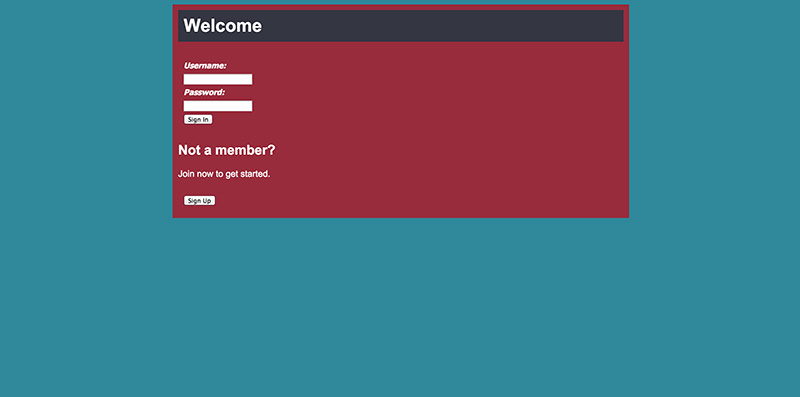 Welcome
Username:
Password:
Sign In
Not a member?
Join now to get started.
Sign Up